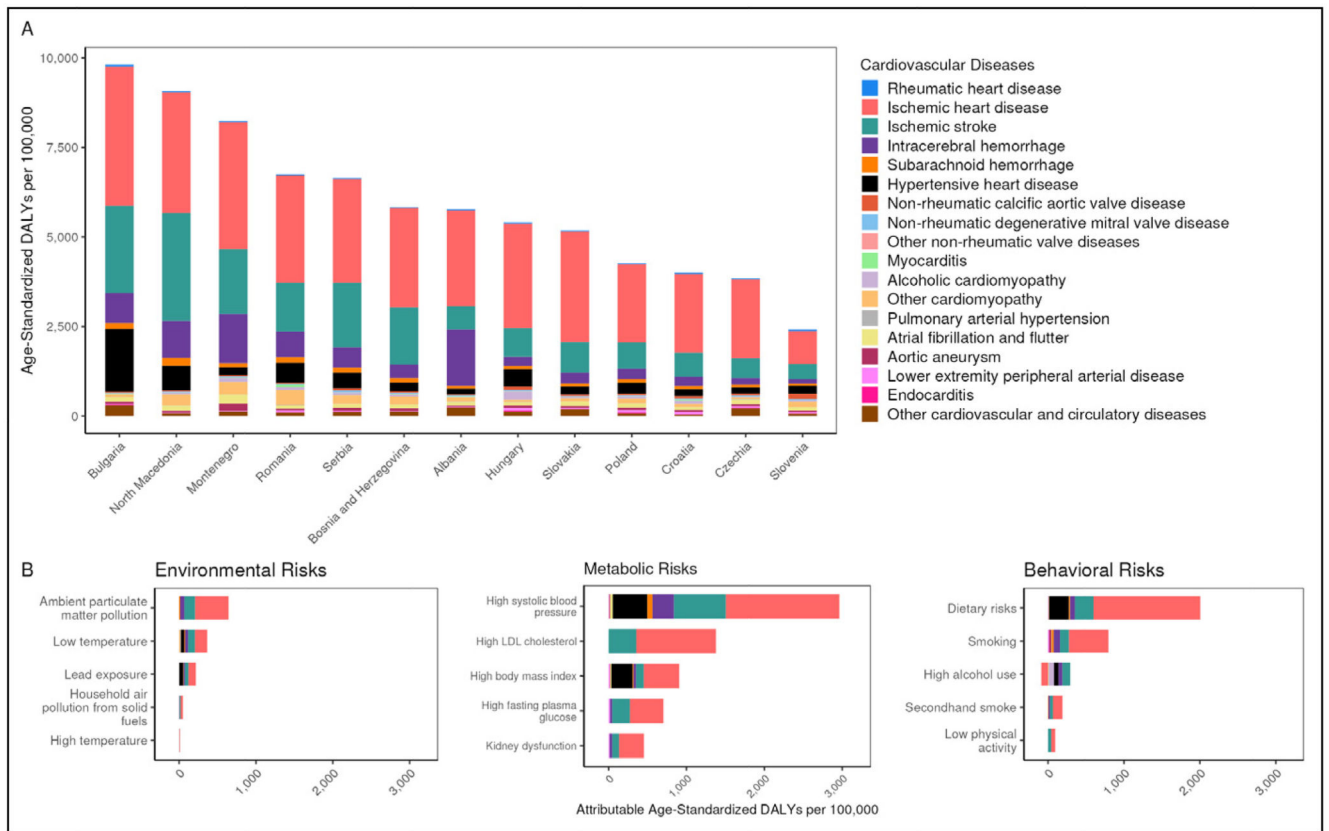 A
Age-Standardized DALYs per 100,000
10,000
7,500
5,000
2,500
0
Bulgaria
North Macedonia
Montenegro
Romania
Serbia
Bosnia and Herzegovina
Albania
Hungary
Slovakia
Poland
Croatia
Czechia
Slovenia
Cardiovascular Diseases
Rheumatic heart disease
Ischemic heart disease
Ischemic stroke
Intracerebral hemorrhage
Subarachnoid hemorrhage
Hypertensive heart disease
Non-rheumatic calcific aortic valve disease
Non-rheumatic degenerative mitral valve disease
Other non-rheumatic valve diseases
Myocarditis
Alcoholic cardiomyopathy
Other cardiomyopathy
Pulmonary arterial hypertension
Atrial fibrillation and flutter
Aortic aneurysm
Lower extremity peripheral arterial disease
Endocarditis
Other cardiovascular and circulatory diseases
B
Environmental Risks
Ambient particulate
matter pollution
Low temperature
Lead exposure
Household air
pollution from solid
fuels
High temperature
0
1,000
2,000
3,000
Metabolic Risks
High systolic blood
pressure
High LDL cholesterol
High body mass index
High fasting plasma
glucose
Kidney dysfunction
0
1,000
2,000
3,000
Attributable Age-Standardized DALYs per 100,000
Behavioral Risks
Dietary risks
Smoking
High alcohol use
Secondhand smoke
Low physical
activity
0
1,000
2,000
3,000